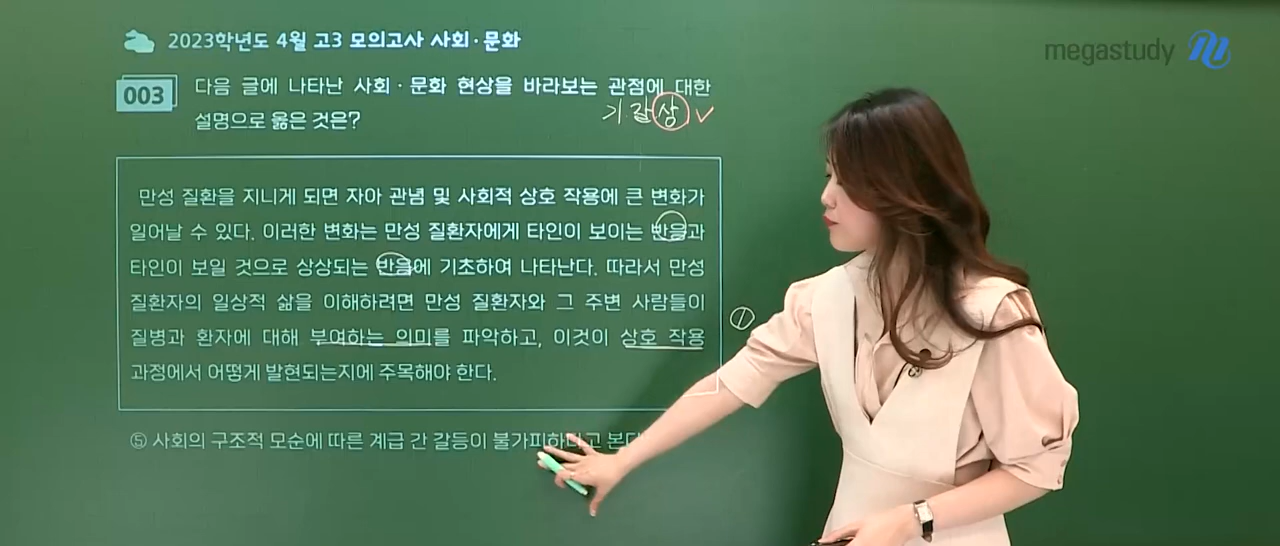 2023학년도 4월 고3 모의고사 사회·문화
megastudy
003
다음 글에 나타난 사회·문화 현상을 바라보는 관점에 대한
기.갈.상
설명으로 옳은 것은?
만성 질환을 지니게 되면 자아 관념 및 사회적 상호 작용에 큰 변화가
일어날 수 있다. 이러한 변화는 만성 질환자에게 타인이 보이는 반응과
타인이 보일 것으로 상상되는 반응에 기초하여 나타난다. 따라서 만성
질환자의 일상적 삶을 이해하려면 만성 질환자와 그 주변 사람들이
질병과 환자에 대해 부여하는 의미를 파악하고, 이것이 상호 작용
①
과정에서 어떻게 발현되는지에 주목해야 한다.
⑤ 사회의 구조적 모순에 따른 계급 간 갈등이 불가피하다고 본다